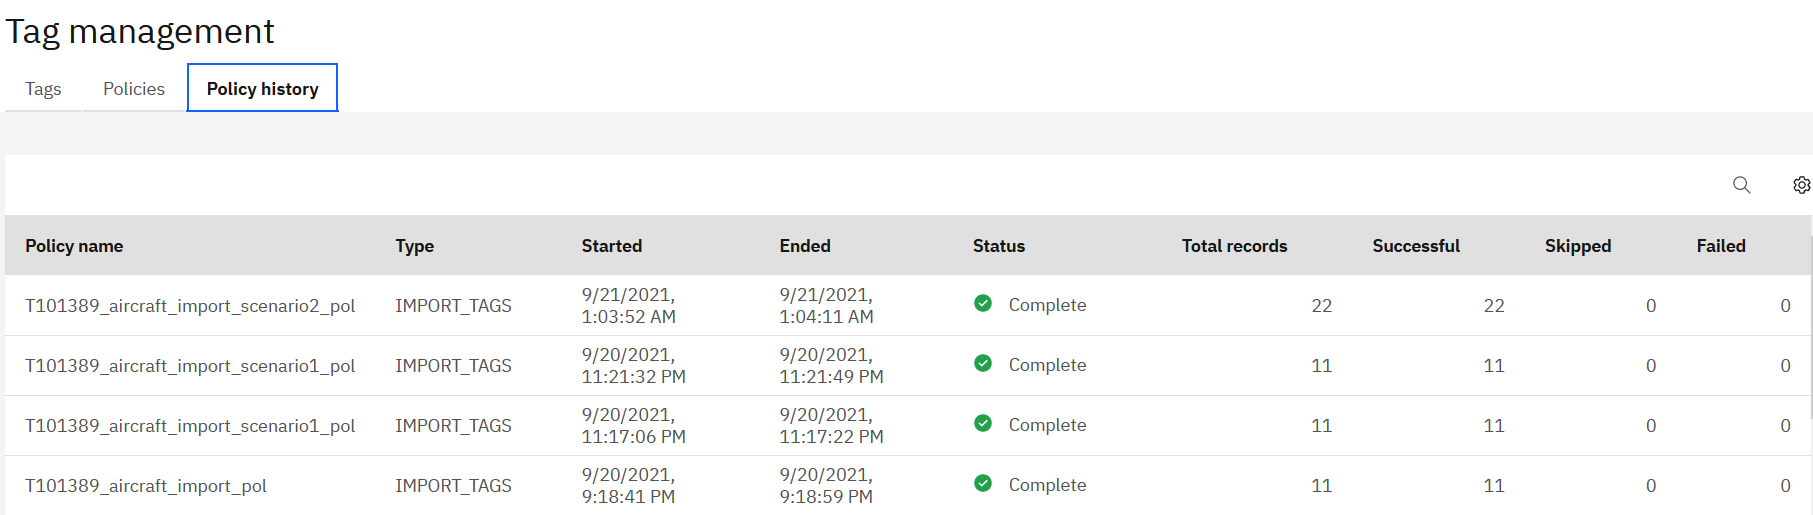 Tag management
Tags Policies Policy history
Policy name Type Started Ended Status Total records Successful Skipped Failed
T101389_aircraft_import_scenario2_pol IMPORT_TAGS 9/21/2021, 1:03:52 AM 9/21/2021, 1:04:11 AM Complete 22 22 0 0
T101389_aircraft_import_scenario1_pol IMPORT_TAGS 9/20/2021, 11:21:32 PM 9/20/2021, 11:21:49 PM Complete 11 11 0 0
T101389_aircraft_import_scenario1_pol IMPORT_TAGS 9/20/2021, 11:17:06 PM 9/20/2021, 11:17:22 PM Complete 11 11 0 0
T101389_aircraft_import_pol IMPORT_TAGS 9/20/2021, 9:18:41 PM 9/20/2021, 9:18:59 PM Complete 11 11 0 0